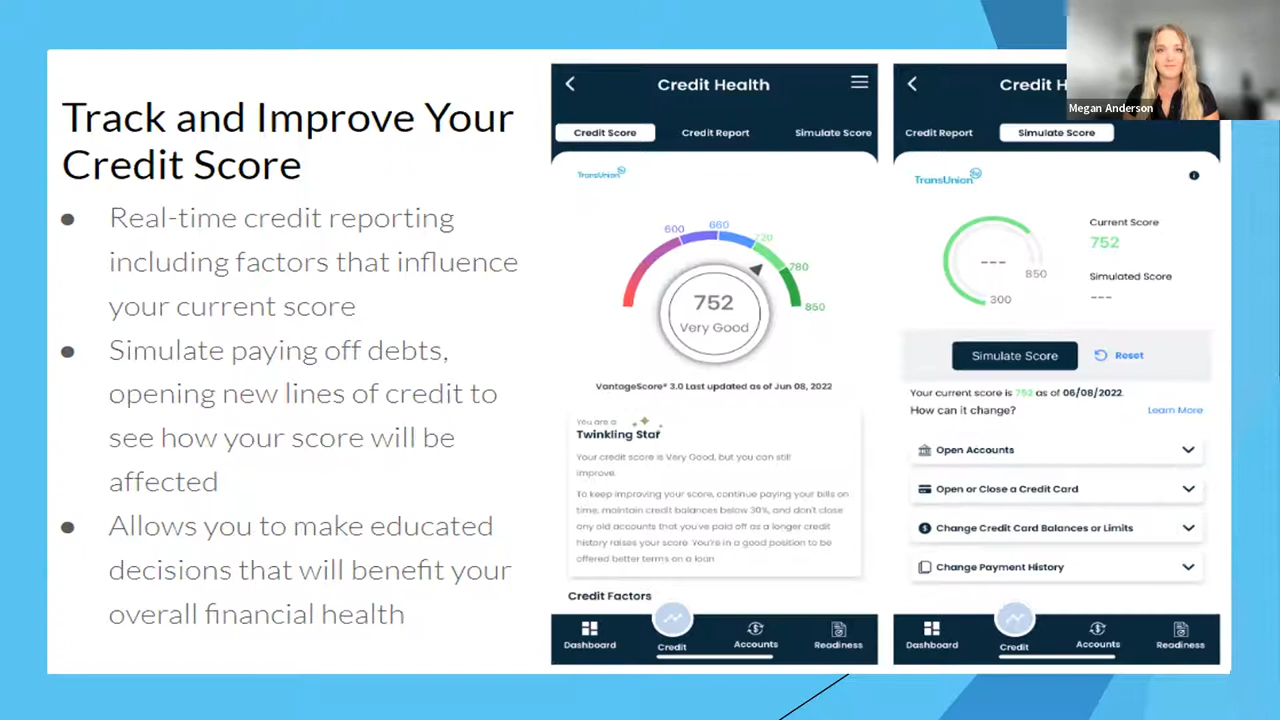 Track and Improve Your
Credit Score
● Real-time credit reporting
including factors that influence
your current score
● Simulate paying off debts,
opening new lines of credit to
see how your score will be
affected
● Allows you to make educated
decisions that will benefit your
overall financial health
Credit Health
Credit Score Credit Report Simulate Score
TransUnion
600 660 720 780 850
752
Very Good
VantageScore® 3.0 Last updated as of Jun 08, 2022
You are a
Twinkling Star
Your credit score is Very Good, but you can still
improve.
To keep improving your score, continue paying your bills on
time, maintain credit balances below 30%, and don't close
any old accounts that you've paid off as a longer credit
history raises your score. You're in a good position to be
offered better terms on a loan
Credit Factors
Dashboard Credit Accounts Readiness
Credit H
Megan Anderson
Credit Report Simulate Score
TransUnion
---
850
300
Current Score
752
Simulated Score
---
Simulate Score Reset
Your current score is 752 as of 06/08/2022.
How can it change? Learn More
Open Accounts
Open or Close a Credit Card
Change Credit Card Balances or Limits
Change Payment History
Dashboard Credit Accounts Readiness